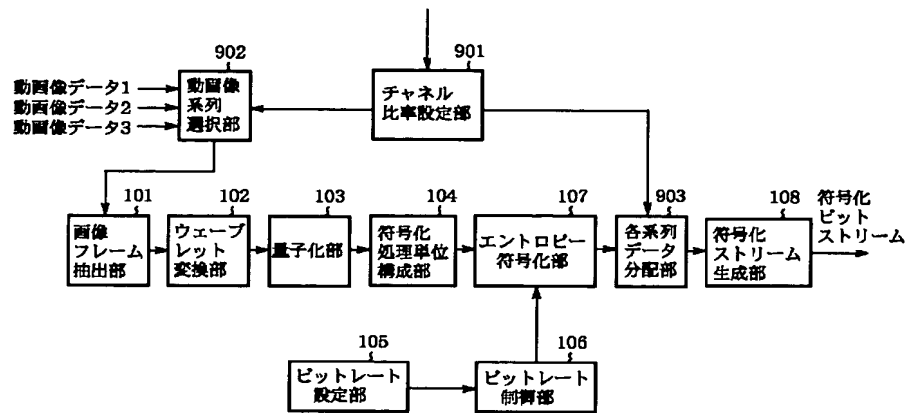 902
901
動画像データ1
動画像データ2
動画像データ3
動画像
系列
選択部
チャネル
比率設定部
101
102
103
104
107
903
108
符号化
ビット
ストリーム
画像
フレーム
抽出部
ウェーブ
レット
変換部
量子化部
符号化
処理単位
構成部
エントロピー
符号化部
各系列
データ
分配部
符号化
ストリーム
生成部
105
106
ビットレート
設定部
ビットレート
制御部